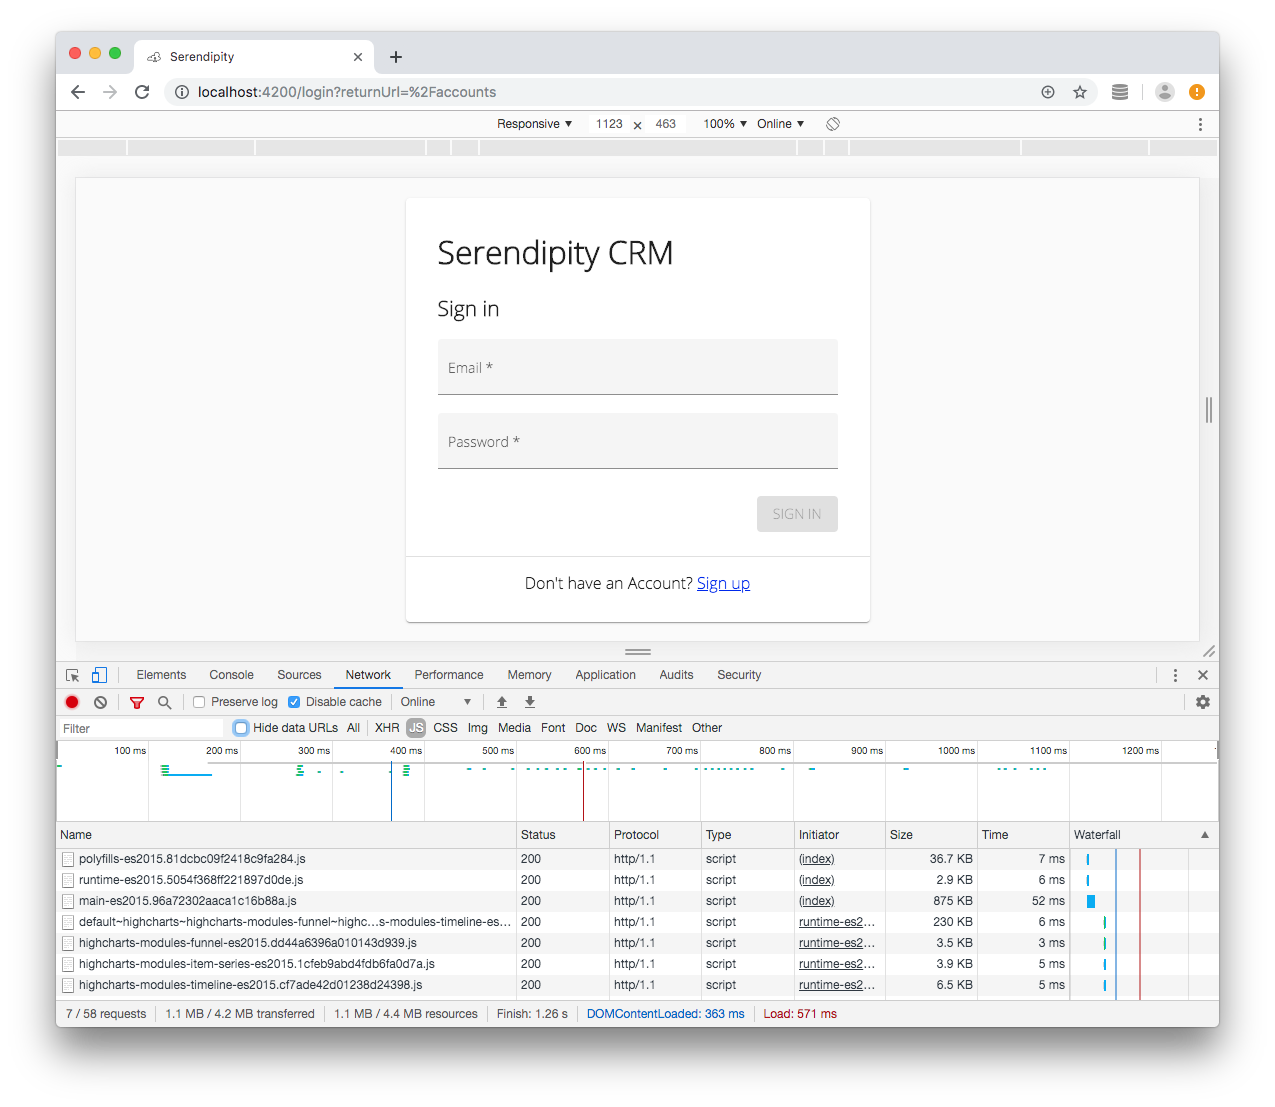 Serendipity
localhost:4200/login?returnUrl=%2Faccounts
Responsive 1123 x 463 100% Online
Serendipity CRM
Sign in
Email *
Password *
SIGN IN
Don't have an Account? Sign up
Elements Console Sources Network Performance Memory Application Audits Security
Preserve log Disable cache Online
Filter Hide data URLs All XHR JS CSS Img Media Font Doc WS Manifest Other
100 ms 200 ms 300 ms 400 ms 500 ms 600 ms 700 ms 800 ms 900 ms 1000 ms 1100 ms 1200 ms
Name Status Protocol Type Initiator Size Time Waterfall
polyfills-es2015.81dcbc09f2418c9fa284.js 200 http/1.1 script (index) 36.7 KB 7 ms
runtime-es2015.5054f368ff221897d0de.js 200 http/1.1 script (index) 2.9 KB 6 ms
main-es2015.96a72302aaca1c16b88a.js 200 http/1.1 script (index) 875 KB 52 ms
default~highcharts~highcharts-modules-funnel~highc...s-modules-timeline-es... 200 http/1.1 script runtime-es2... 230 KB 6 ms
highcharts-modules-funnel-es2015.dd44a6396a010143d939.js 200 http/1.1 script runtime-es2... 3.5 KB 3 ms
highcharts-modules-item-series-es2015.1cfeb9abd4fdb6fa0d7a.js 200 http/1.1 script runtime-es2... 3.9 KB 5 ms
highcharts-modules-timeline-es2015.cf7ade42d01238d24398.js 200 http/1.1 script runtime-es2... 6.5 KB 5 ms
7 / 58 requests 1.1 MB / 4.2 MB transferred 1.1 MB / 4.4 MB resources Finish: 1.26 s DOMContentLoaded: 363 ms Load: 571 ms